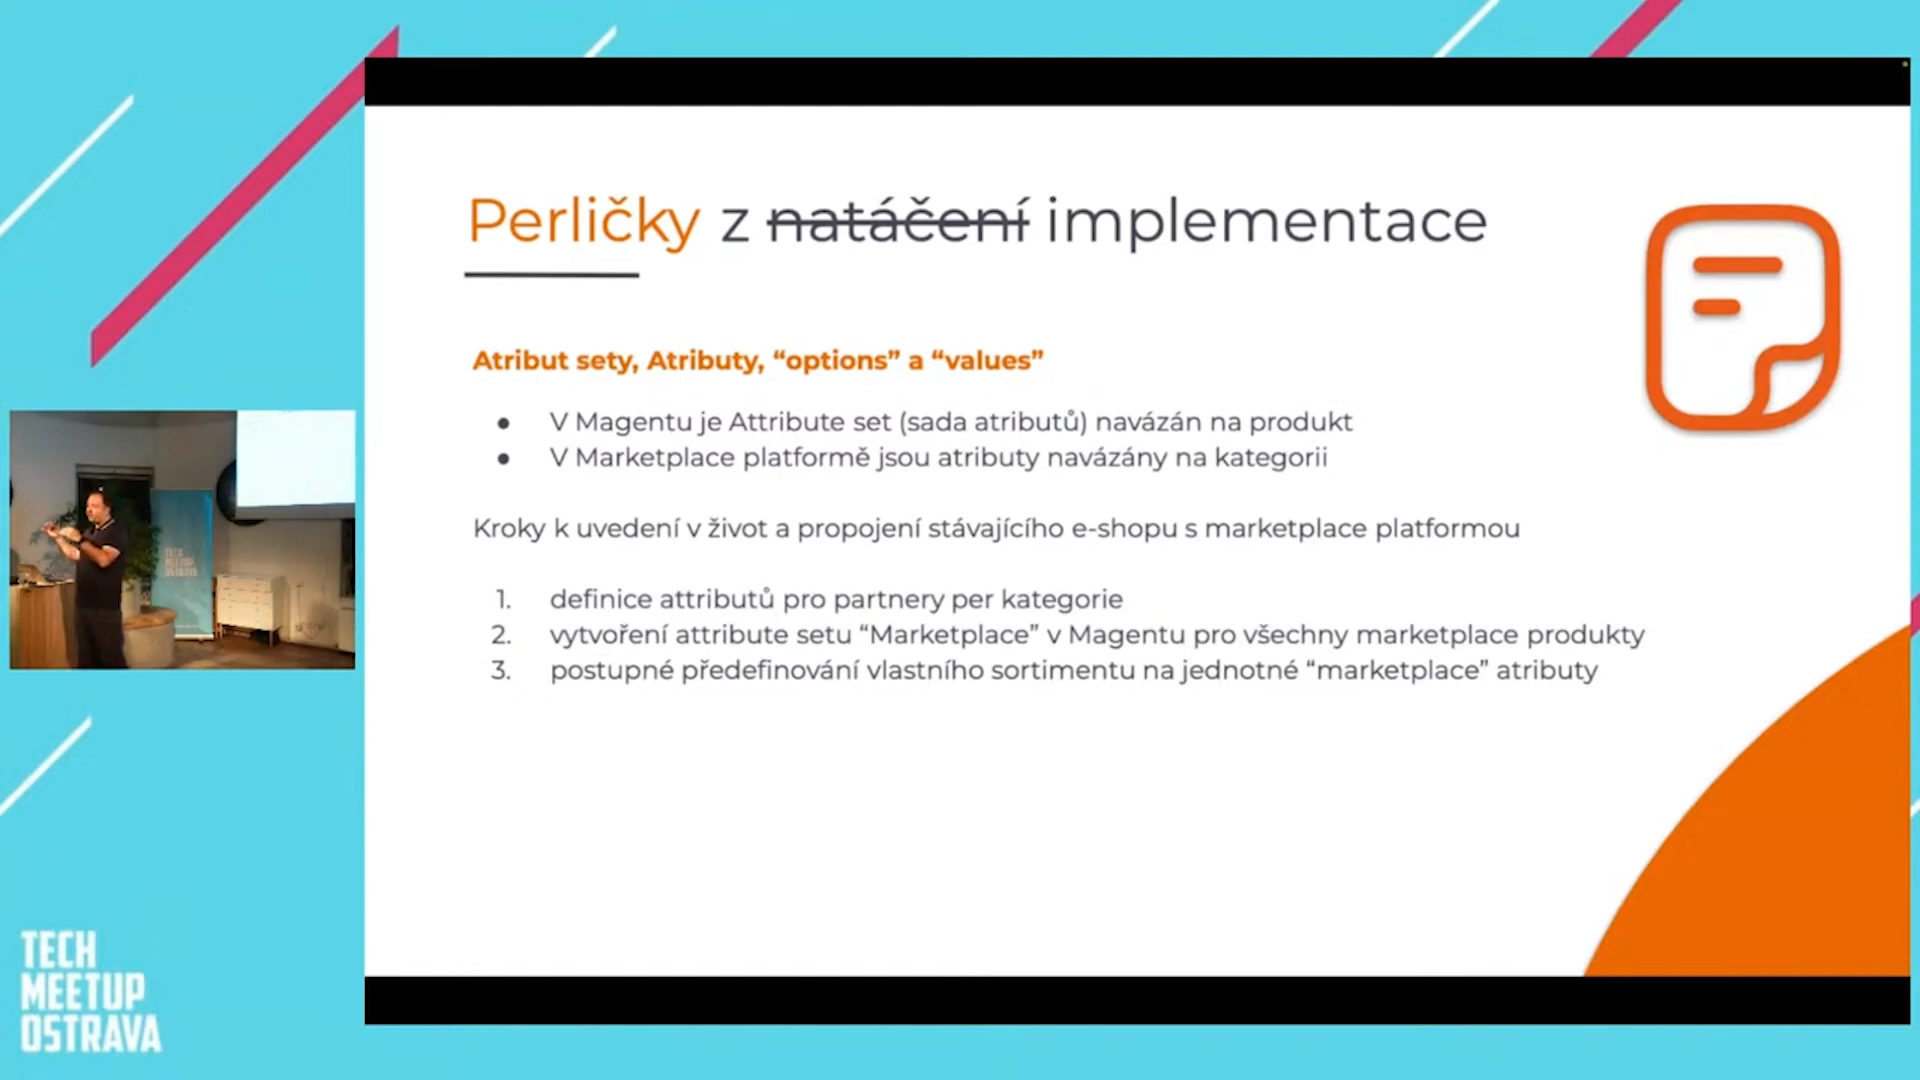 Perličky z natáčení implementace
Atribut sety, Atributy, “options” a “values”
● V Magentu je Attribute set (sada atributů) navázán na produkt
● V Marketplace platformě jsou atributy navázány na kategorii
Kroky k uvedení v život a propojení stávajícího e-shopu s marketplace platformou
1. definice attributů pro partnery per kategorie
2. vytvoření attribute setu “Marketplace” v Magentu pro všechny marketplace produkty
3. postupné předefinování vlastního sortimentu na jednotné “marketplace” atributy
TECH
MEETUP
OSTRAVA
TECH
MEETUP
OSTRAVA